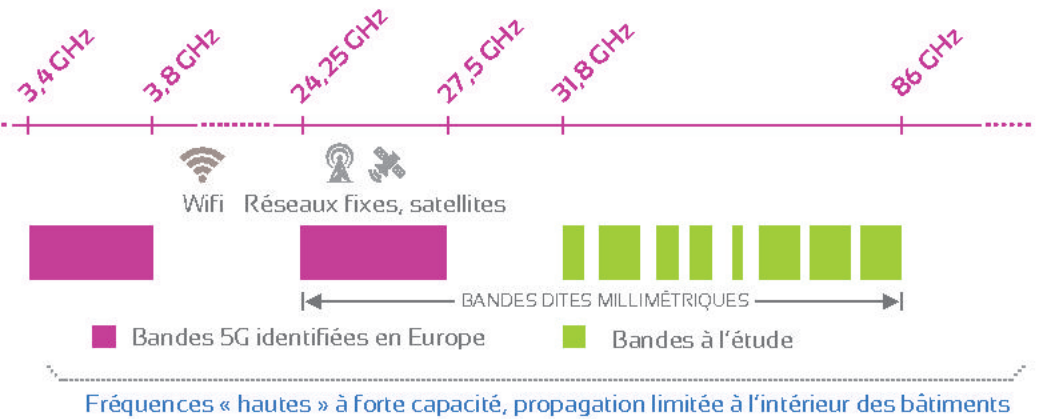 3,4 GHz
3,8 GHz
24,25 GHz
27,5 GHz
31,8 GHz
86 GHz
Wifi
Réseaux fixes, satellites
BANDES DITES MILLIMÉTRIQUES
Bandes 5G identifiées en Europe
Bandes à l'étude
Fréquences « hautes » à forte capacité, propagation limitée à l'intérieur des bâtiments